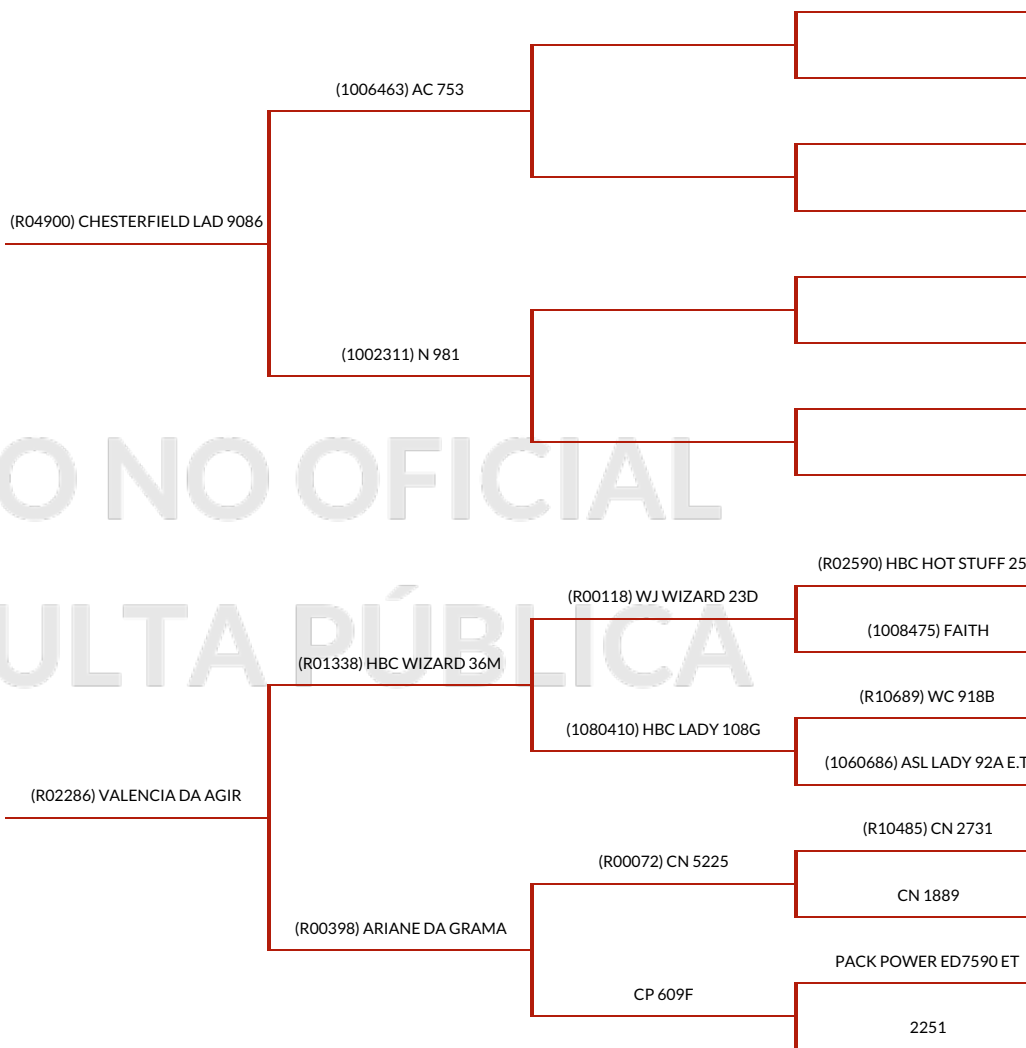 (1006463) AC 753
(R04900) CHESTERFIELD LAD 9086
(1002311) N 981
O NO OFICIAL
(R02590) HBC HOT STUFF 25
(R00118) WJ WIZARD 23D
ULTA PÚBLICA
(1008475) FAITH
(R01338) HBC WIZARD 36M
(R10689) WC 918B
(1080410) HBC LADY 108G
(1060686) ASL LADY 92A E.T
(R02286) VALENCIA DA AGIR
(R10485) CN 2731
(R00072) CN 5225
CN 1889
(R00398) ARIANE DA GRAMA
PACK POWER ED7590 ET
CP 609F
2251